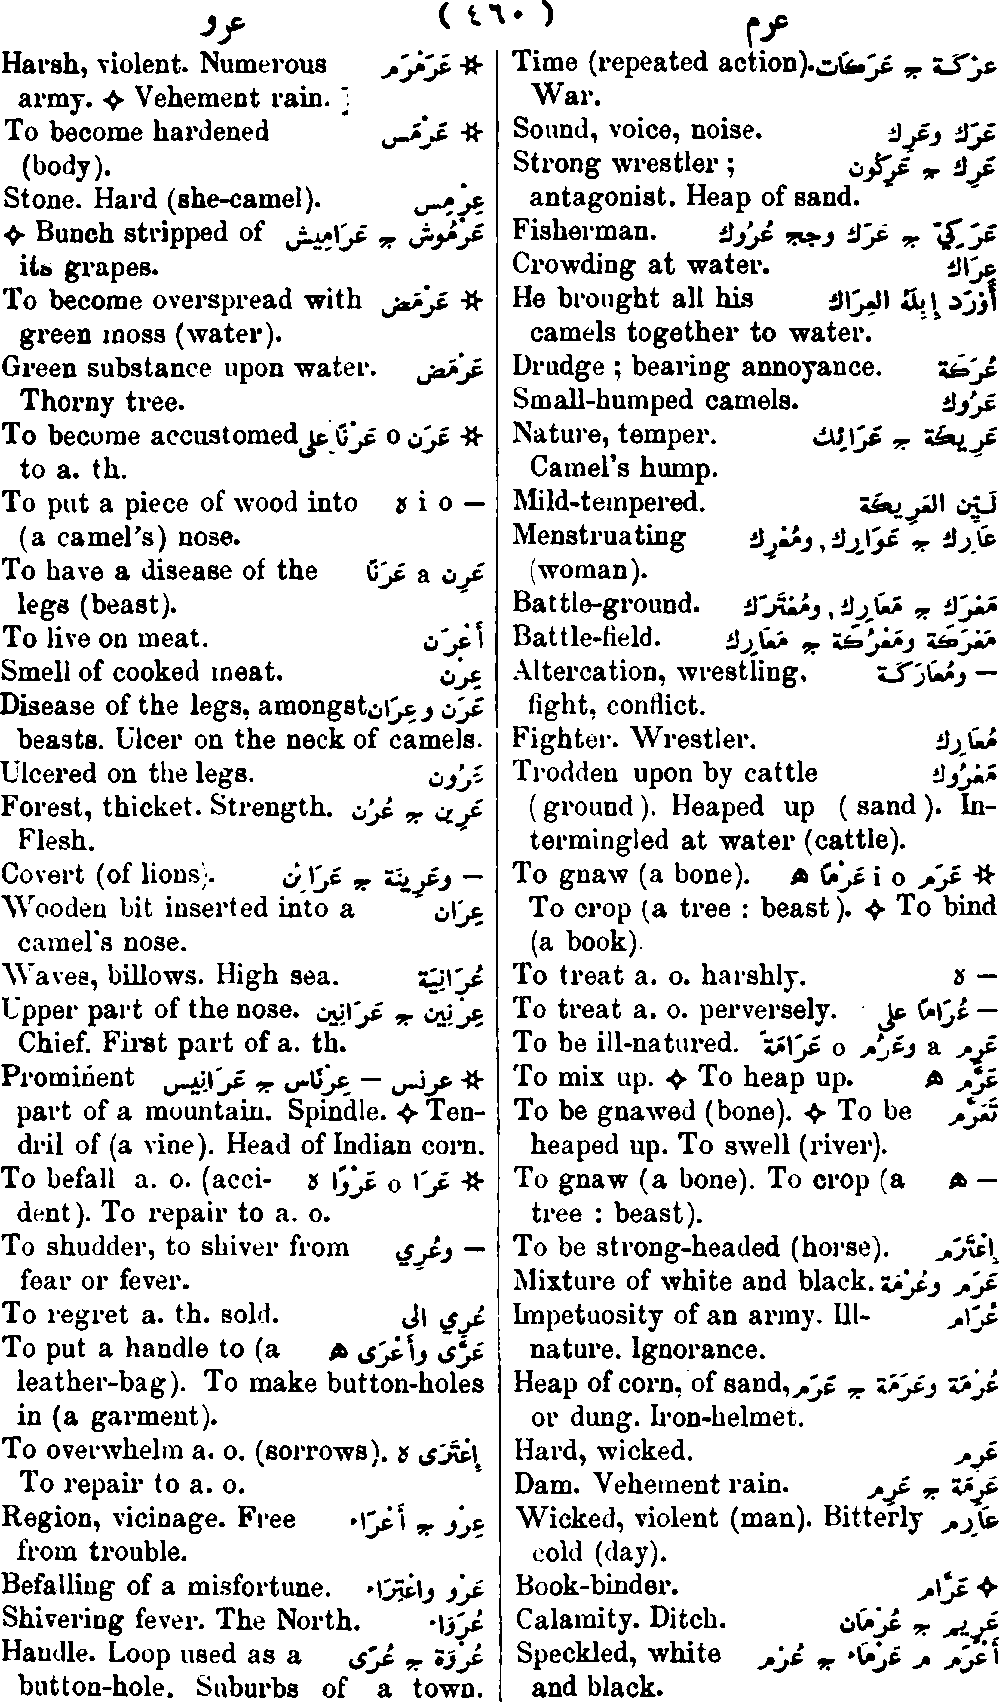 عرم (٤٦٠) عرو
Time (repeated action). عَرْكَة ج عَرَكَات
War.
Sound, voice, noise. عَرَك وعَرِك
Strong wrestler ; عَرِك ج عَرِكُون
antagonist. Heap of sand.
Fisherman. عَرَكِيّ ج عَرَك وجج عُرُوك
Crowding at water. عِرَاك
He brought all his أَوْرَد إِبِلَهُ العِرَاك
camels together to water.
Drudge ; bearing annoyance. عُرَكَة
Small-humped camels. عَرُوك
Nature, temper. عَرِيكَة ج عَرَائِك
Camel's hump.
Mild-tempered. لَيِّن العَرِيكَة
Menstruating عَارِك ج عَوَارِك, ومُعْرِك
(woman).
Battle-ground. مَعْرَك ج مَعَارِك, ومُعْتَرَك
Battle-field. مَعْرَكَة ومَعْرُكَة ج مَعَارِك
Altercation, wrestling, — ومُعَارَكَة
fight, conflict.
Fighter. Wrestler. مُعَارِك
Trodden upon by cattle مَعْرُوك
(ground). Heaped up (sand). In-
termingled at water (cattle).
To gnaw (a bone). ✻ عَرَم i o عَرْمًا ه
To crop (a tree : beast). ✧ To bind
(a book).
To treat a. o. harshly. — ه
To treat a. o. perversely. — عُرَامًا على
To be ill-natured. عَرِم a وعَرُم o عَرَامَةً
To mix up. ✧ To heap up. عَرَّم ه
To be gnawed (bone). ✧ To be تَعَرَّم
heaped up. To swell (river).
To gnaw (a bone). To crop (a — ه
tree : beast).
To be strong-headed (horse). إِعْتَرَم
Mixture of white and black. عَرَم وعُرْمَة
Impetuosity of an army. Ill- عُرَام
nature. Ignorance.
Heap of corn, of sand, عُرْمَة وعَرَمَة ج عَرَم
or dung. Iron-helmet.
Hard, wicked. عَرِم
Dam. Vehement rain. عَرِمَة ج عَرِم
Wicked, violent (man). Bitterly عَارِم
cold (day).
Book-binder. ✧ عَرَّام
Calamity. Ditch. عَرِيم ج عُرْمَان
Speckled, white أَعْرَم م عَرْمَاء ج عُرْم
and black.
Harsh, violent. Numerous ✻ عَرَمْرَم
army. ✧ Vehement rain.
To become hardened ✻ عَرْمَس
(body).
Stone. Hard (she-camel). عِرْمِس
✧ Bunch stripped of عَرْمُوش ج عَرَامِيش
its grapes.
To become overspread with ✻ عَرْمَض
green moss (water).
Green substance upon water. عَرْمَض
Thorny tree.
To become accustomed ✻ عَرَن o عَرْنًا على
to a. th.
To put a piece of wood into — i o ه
(a camel's) nose.
To have a disease of the عَرِن a عَرَنًا
legs (beast).
To live on meat. أَعْرَن
Smell of cooked meat. عِرْن
Disease of the legs, amongst عَرَن وعِرَان
beasts. Ulcer on the neck of camels.
Ulcered on the legs. عَرُون
Forest, thicket. Strength. عَرِين ج عُرُن
Flesh.
Covert (of lions). — وعَرِينَة ج عَرَائِن
Wooden bit inserted into a عِرَان
camel's nose.
Waves, billows. High sea. عُرَانِيَّة
Upper part of the nose. عِرْنِين ج عَرَانِين
Chief. First part of a. th.
Prominent ✻ عرنس — عِرْنَاس ج عَرَانِيس
part of a mountain. Spindle. ✧ Ten-
dril of (a vine). Head of Indian corn.
To befall a. o. (acci- ✻ عَرَا o عَرْوًا ه
dent). To repair to a. o.
To shudder, to shiver from — وعُرِي
fear or fever.
To regret a. th. sold. عُرِي الى
To put a handle to (a عَرَّى وأَعْرَى ه
leather-bag). To make button-holes
in (a garment).
To overwhelm a. o. (sorrows). إِعْتَرَى ه
To repair to a. o.
Region, vicinage. Free عِرْو ج أَعْرَاء
from trouble.
Befalling of a misfortune. عَرْو واعْتِرَاء
Shivering fever. The North. عُرَوَاء
Handle. Loop used as a عُرْوَة ج عُرًى
button-hole. Suburbs of a town.